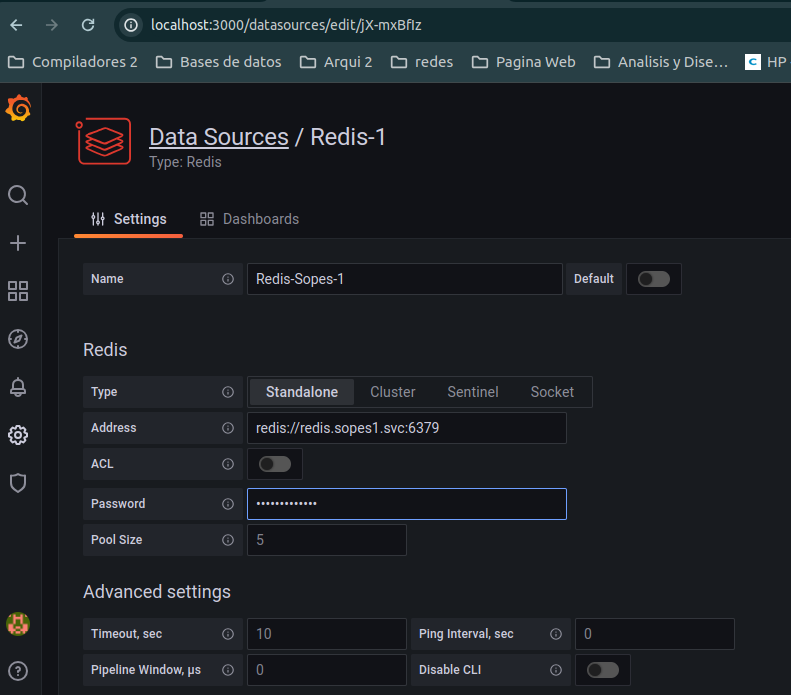 localhost:3000/datasources/edit/jX-mxBfIz
Compiladores 2 Bases de datos Arqui 2 redes Pagina Web Analisis y Dise... C HP
Data Sources / Redis-1
Type: Redis
Settings Dashboards
Name Redis-Sopes-1 Default
Redis
Type Standalone Cluster Sentinel Socket
Address redis://redis.sopes1.svc:6379
ACL
Password •••••••••••••
Pool Size 5
Advanced settings
Timeout, sec 10 Ping Interval, sec 0
Pipeline Window, μs 0 Disable CLI